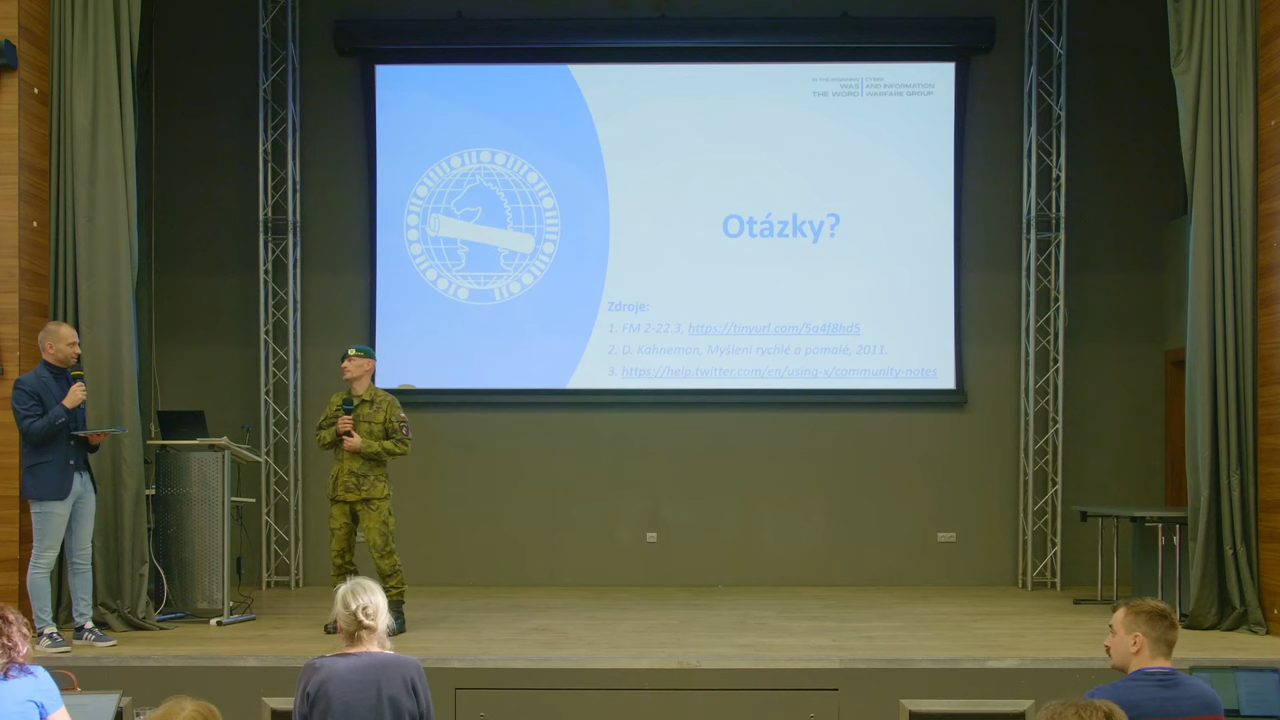 IN THE BEGINNING
WAS
THE WORD
CYBER
AND INFORMATION
WARFARE GROUP
Otázky?
Zdroje:
1. FM 2-22.3, https://tinyurl.com/5a4f8hd5
2. D. Kahneman, Myšlení rychlé a pomalé, 2011.
3. https://help.twitter.com/en/using-x/community-notes